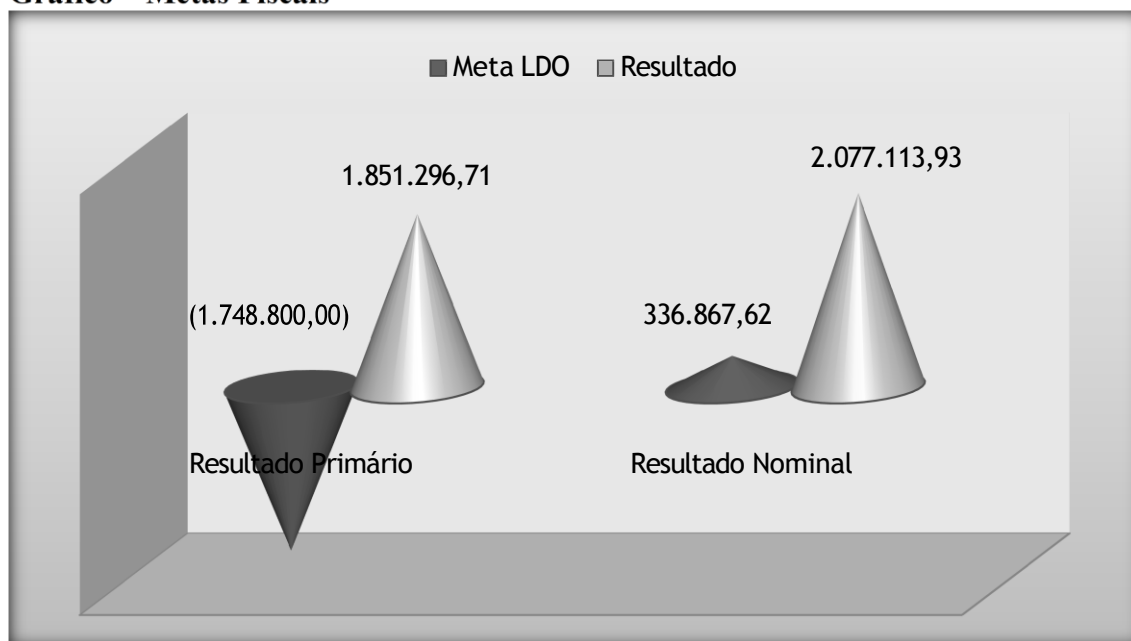 Gráfico – Metas Fiscais
Meta LDO Resultado
2.077.113,93
1.851.296,71
(1.748.800,00)
336.867,62
Resultado Primário
Resultado Nominal